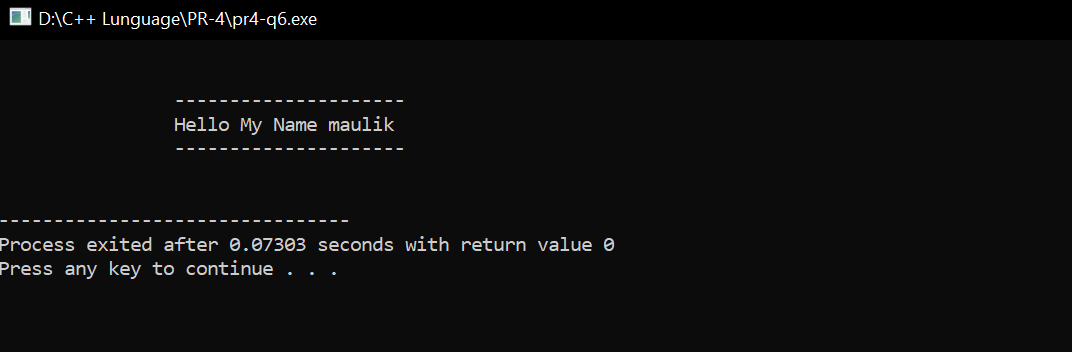 D:\C++ Lunguage\PR-4\pr4-q6.exe
---------------------
Hello My Name maulik
---------------------
--------------------------------
Process exited after 0.07303 seconds with return value 0
Press any key to continue . . .